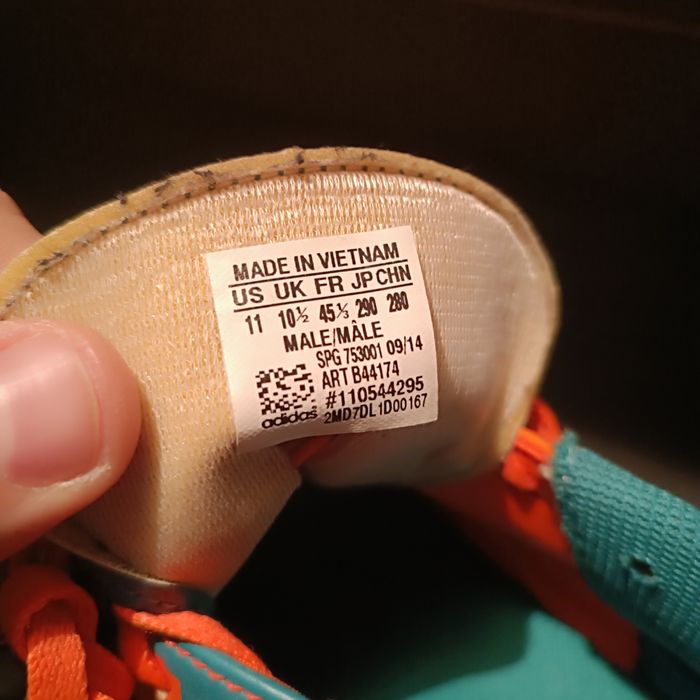 MADE IN VIETNAM
US UK FR JP CHN
11 10½ 45⅓ 290 280
MALE/MÂLE
SPG 753001 09/14
ART B44174
#110544295
adidas 2MD7DL1D00167